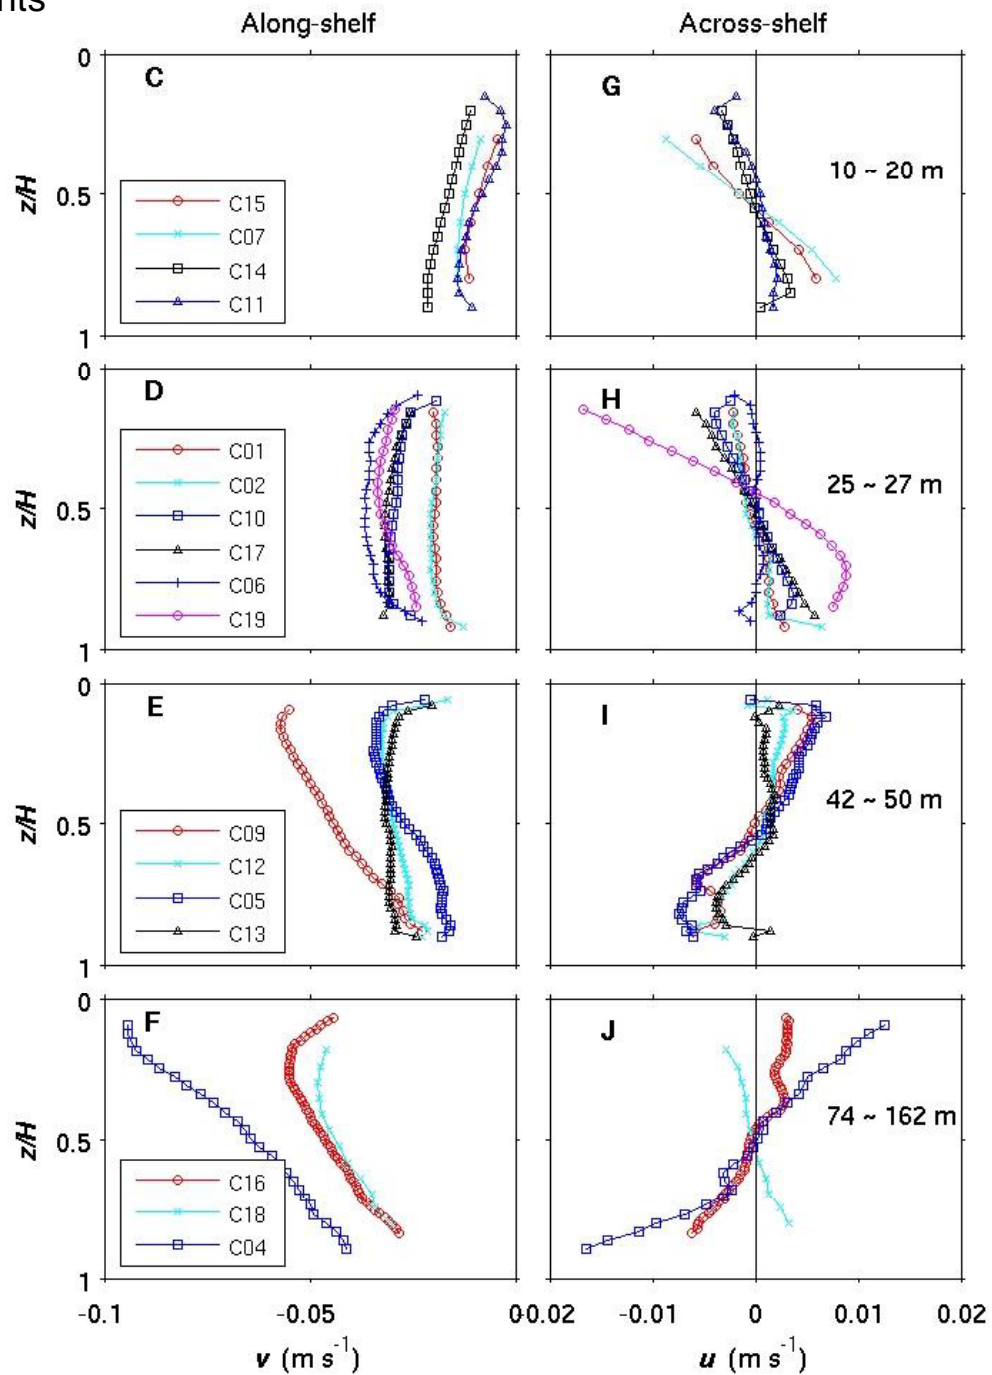 nts
Along-shelf Across-shelf
0 C G
z/H 0.5 10 ~ 20 m
C15
C07
C14
C11
1
0 D H
z/H 0.5 25 ~ 27 m
C01
C02
C10
C17
C06
C19
1
0 E I
z/H 0.5 42 ~ 50 m
C09
C12
C05
C13
1
0 F J
z/H 0.5 74 ~ 162 m
C16
C18
C04
1
-0.1 -0.05 0 -0.02 -0.01 0 0.01 0.02
v (m s-1) u (m s-1)